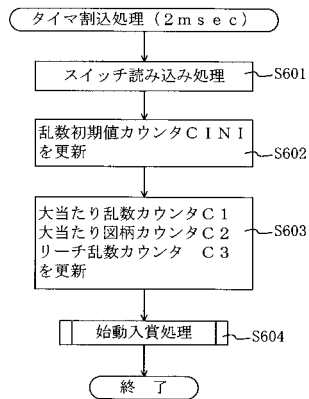 タイマ割込処理(2msec)
スイッチ読み込み処理
S601
乱数初期値カウンタCINI
を更新
S602
大当たり乱数カウンタC1
大当たり図柄カウンタC2
リーチ乱数カウンタ C3
を更新
S603
始動入賞処理
S604
終了